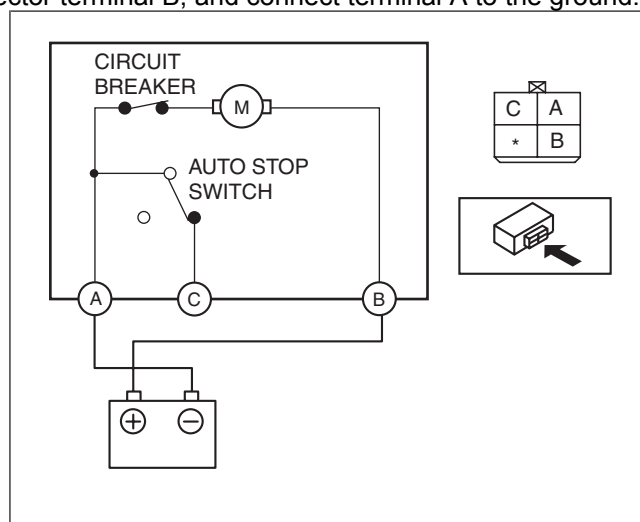 ector terminal B, and connect terminal A to the ground.
CIRCUIT
BREAKER
M
C A
* B
AUTO STOP
SWITCH
A C B
+ −